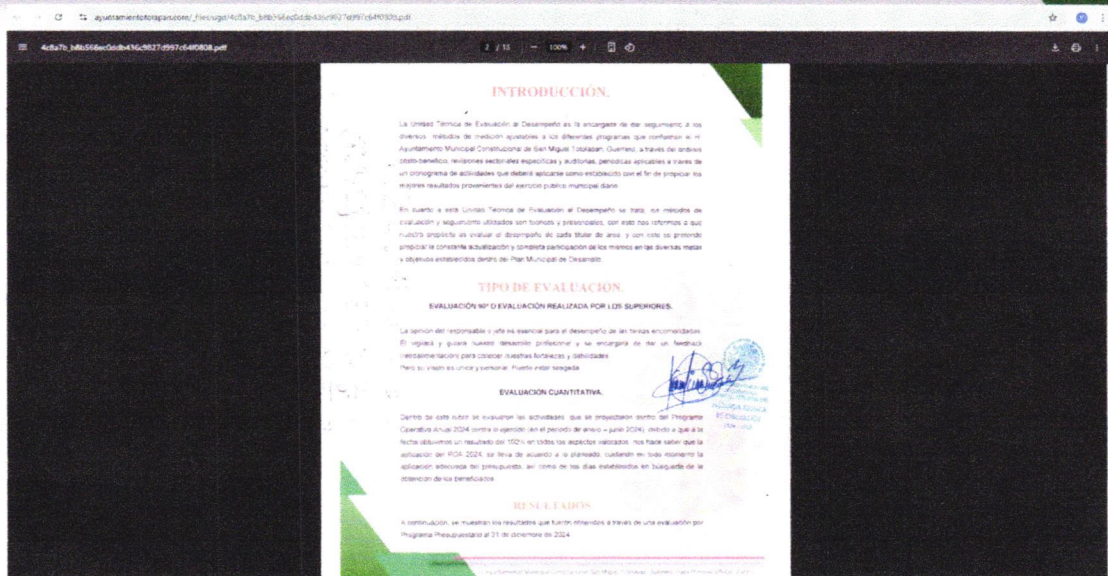 ayuntamientototolapan.com/_files/ugd/4c8a7b_b8b566ec0ddb436c9827d997c64f0808.pdf
4c8a7b_b8b566ec0ddb436c9827d997c64f0808.pdf 2 / 13 — 100% +
INTRODUCCIÓN.
La Unidad Técnica de Evaluación al Desempeño es la encargada de dar seguimiento a los
diversos métodos de medición ajustables a los diferentes programas que conforman el H.
Ayuntamiento Municipal Constitucional de San Miguel Totolapan, Guerrero, a través del análisis
costo-beneficio, revisiones sectoriales específicas y auditorías, periódicas aplicables a través de
un cronograma de actividades que deberá aplicarse como establecido con el fin de propiciar los
mejores resultados provenientes del ejercicio público municipal diario.
En cuanto a esta Unidad Técnica de Evaluación al Desempeño se trata, sus métodos de
evaluación y seguimiento utilizados son teóricos y presenciales, con esto nos referimos a que
nuestro propósito es evaluar el desempeño de cada titular de área, y con esto se pretende
propiciar la constante actualización y completa participación de los mismos en las diversas metas
y objetivos establecidos dentro del Plan Municipal de Desarrollo.
TIPO DE EVALUACIÓN.
EVALUACIÓN 90° O EVALUACIÓN REALIZADA POR LOS SUPERIORES.
La opinión del responsable o jefe es esencial para el desempeño de las tareas encomendadas.
Él vigilará y guiará nuestro desarrollo profesional y se encargará de dar un feedback
(retroalimentación) para conocer nuestras fortalezas y debilidades.
Pero su visión es única y personal. Puede estar sesgada.
EVALUACIÓN CUANTITATIVA.
Dentro de este rubro se evaluaron las actividades que se proyectaron dentro del Programa
Operativo Anual 2024 contra lo ejercido (en el periodo de enero – junio 2024), debido a que a la
fecha obtuvimos un resultado del 100% en todos los aspectos valorados, nos hace saber que la
aplicación del POA 2024, se lleva de acuerdo a lo planeado, cuidando en todo momento la
aplicación adecuada del presupuesto, así como de los días establecidos en búsqueda de la
obtención de los beneficiados.
RESULTADOS
A continuación, se muestran los resultados que fueron obtenidos a través de una evaluación por
Programa Presupuestario al 31 de diciembre de 2024.